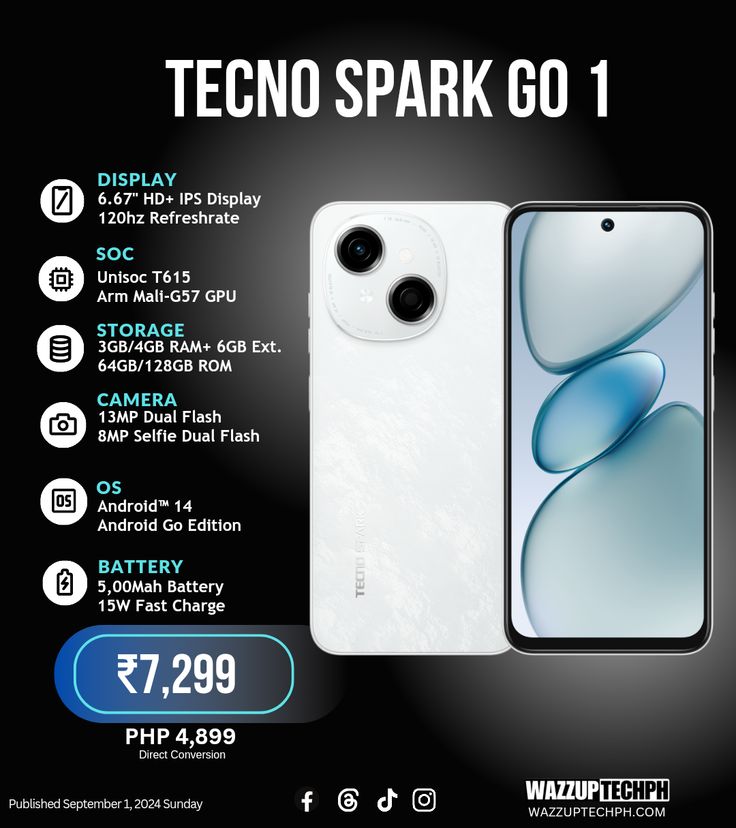 TECNO SPARK GO 1
DISPLAY
6.67" HD+ IPS Display
120hz Refreshrate
SOC
Unisoc T615
Arm Mali-G57 GPU
STORAGE
3GB/4GB RAM+ 6GB Ext.
64GB/128GB ROM
CAMERA
13MP Dual Flash
8MP Selfie Dual Flash
OS
OS
Android™ 14
Android Go Edition
BATTERY
5,00Mah Battery
15W Fast Charge
TECNO SPARK
₹7,299
PHP 4,899
Direct Conversion
Published September 1, 2024 Sunday
WAZZUPTECHPH
WAZZUPTECHPH.COM